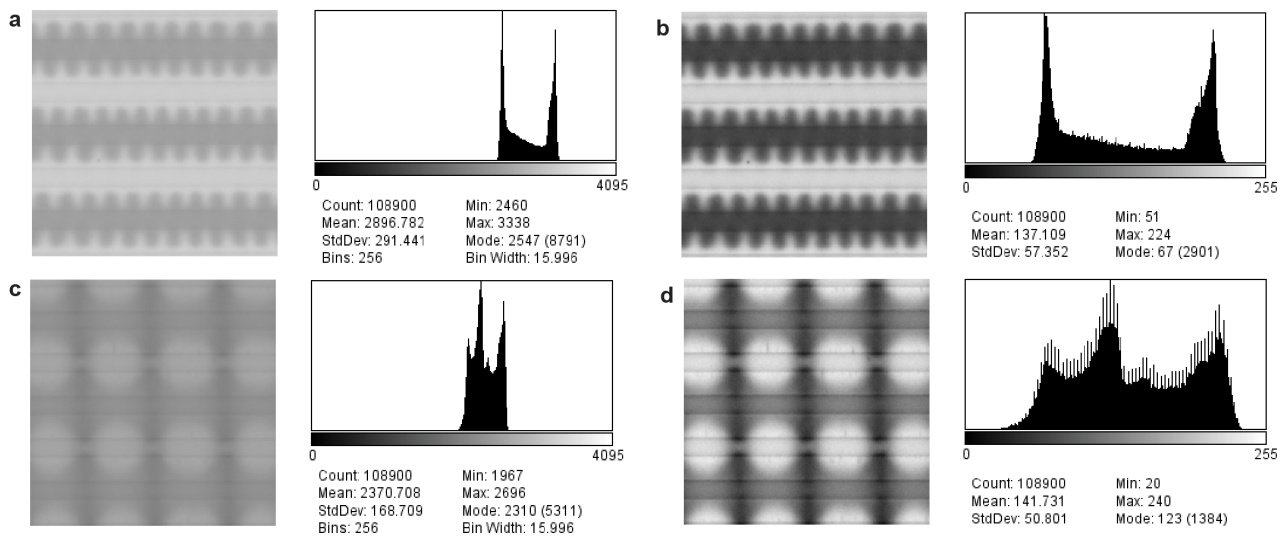 a
0 4095
Count: 108900 Min: 2460
Mean: 2896.782 Max: 3338
StdDev: 291.441 Mode: 2547 (8791)
Bins: 256 Bin Width: 15.996
b
0 255
Count: 108900 Min: 51
Mean: 137.109 Max: 224
StdDev: 57.352 Mode: 67 (2901)
c
0 4095
Count: 108900 Min: 1967
Mean: 2370.708 Max: 2696
StdDev: 168.709 Mode: 2310 (5311)
Bins: 256 Bin Width: 15.996
d
0 255
Count: 108900 Min: 20
Mean: 141.731 Max: 240
StdDev: 50.801 Mode: 123 (1384)